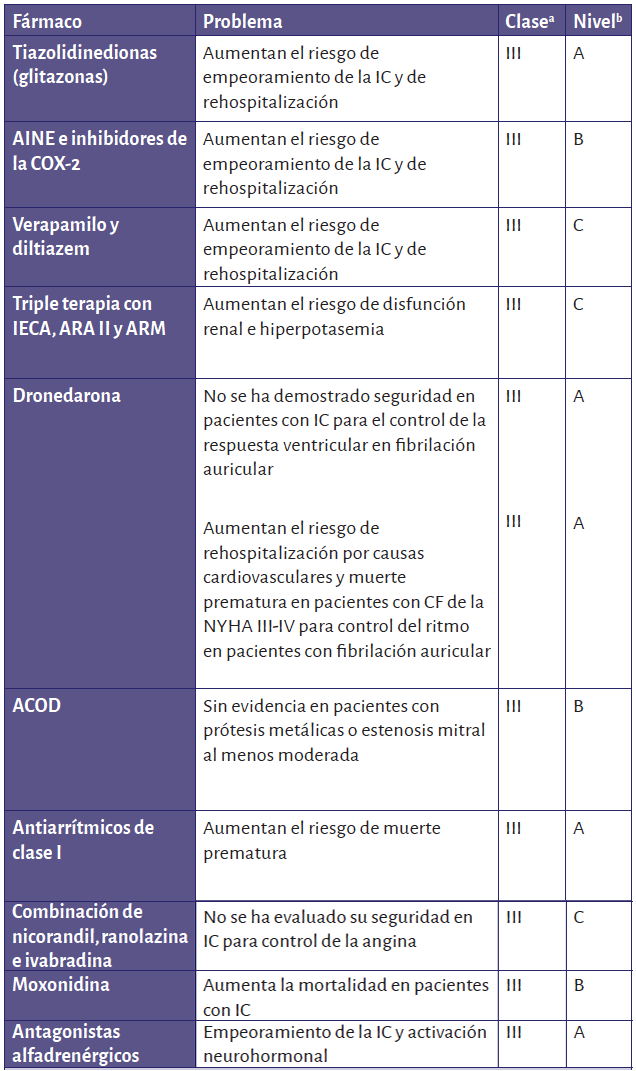 Fármaco Problema Claseª Nivelᵇ
Tiazolidinedionas Aumentan el riesgo de III A
(glitazonas) empeoramiento de la IC y de
rehospitalización
AINE e inhibidores de Aumentan el riesgo de III B
la COX-2 empeoramiento de la IC y de
rehospitalización
Verapamilo y Aumentan el riesgo de III C
diltiazem empeoramiento de la IC y de
rehospitalización
Triple terapia con Aumentan el riesgo de disfunción III C
IECA, ARA II y ARM renal e hiperpotasemia
Dronedarona No se ha demostrado seguridad en III A
pacientes con IC para el control de la
respuesta ventricular en fibrilación
auricular
Aumentan el riesgo de III A
rehospitalización por causas
cardiovasculares y muerte
prematura en pacientes con CF de la
NYHA III-IV para control del ritmo
en pacientes con fibrilación auricular
ACOD Sin evidencia en pacientes con III B
prótesis metálicas o estenosis mitral
al menos moderada
Antiarrítmicos de Aumentan el riesgo de muerte III A
clase I prematura
Combinación de No se ha evaluado su seguridad en III C
nicorandil, ranolazina IC para control de la angina
e ivabradina
Moxonidina Aumenta la mortalidad en pacientes III B
con IC
Antagonistas Empeoramiento de la IC y activación III A
alfadrenérgicos neurohormonal